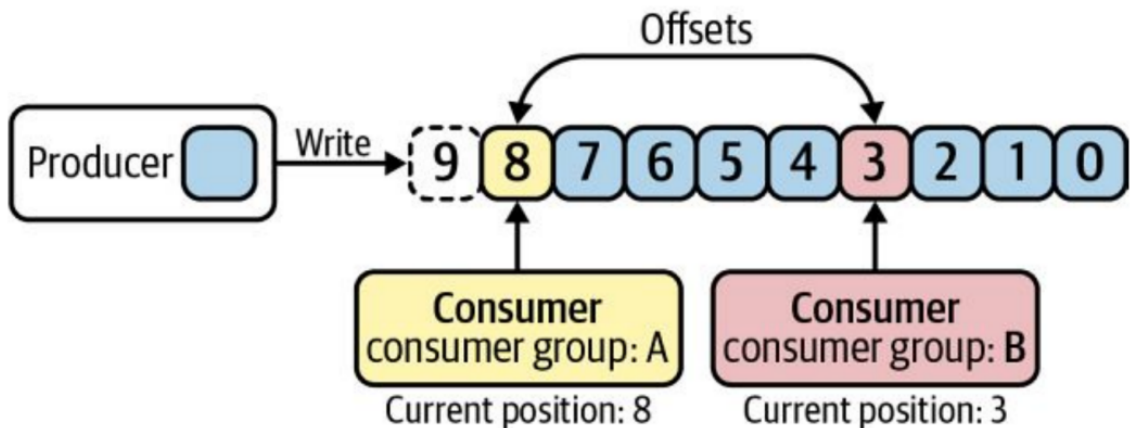 Offsets
Producer
Write
9 8 7 6 5 4 3 2 1 0
Consumer
consumer group: A
Current position: 8
Consumer
consumer group: B
Current position: 3